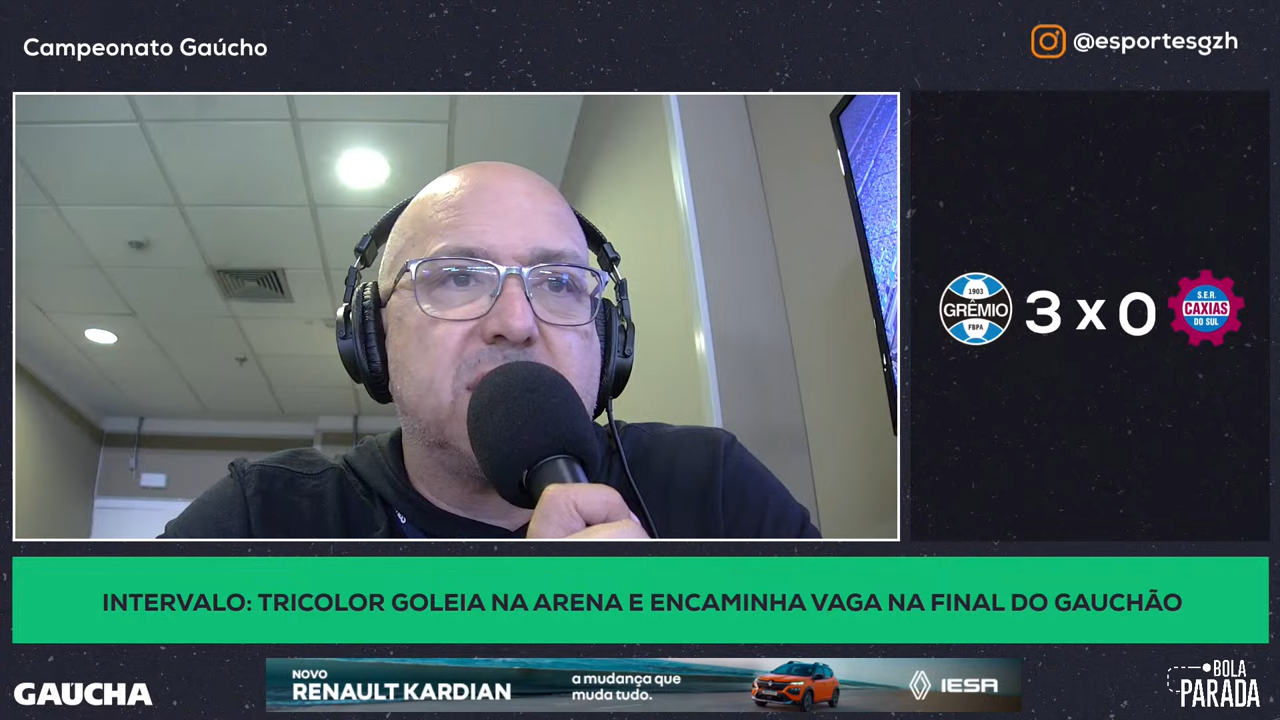 Campeonato Gaúcho
@esportesgzh
1903
GRÊMIO
FBPA
3 x 0
S.E.R.
CAXIAS
DO SUL
INTERVALO: TRICOLOR GOLEIA NA ARENA E ENCAMINHA VAGA NA FINAL DO GAUCHÃO
GAÚCHA
NOVO
RENAULT KARDIAN
a mudança que
muda tudo.
IESA
BOLA
PARADA